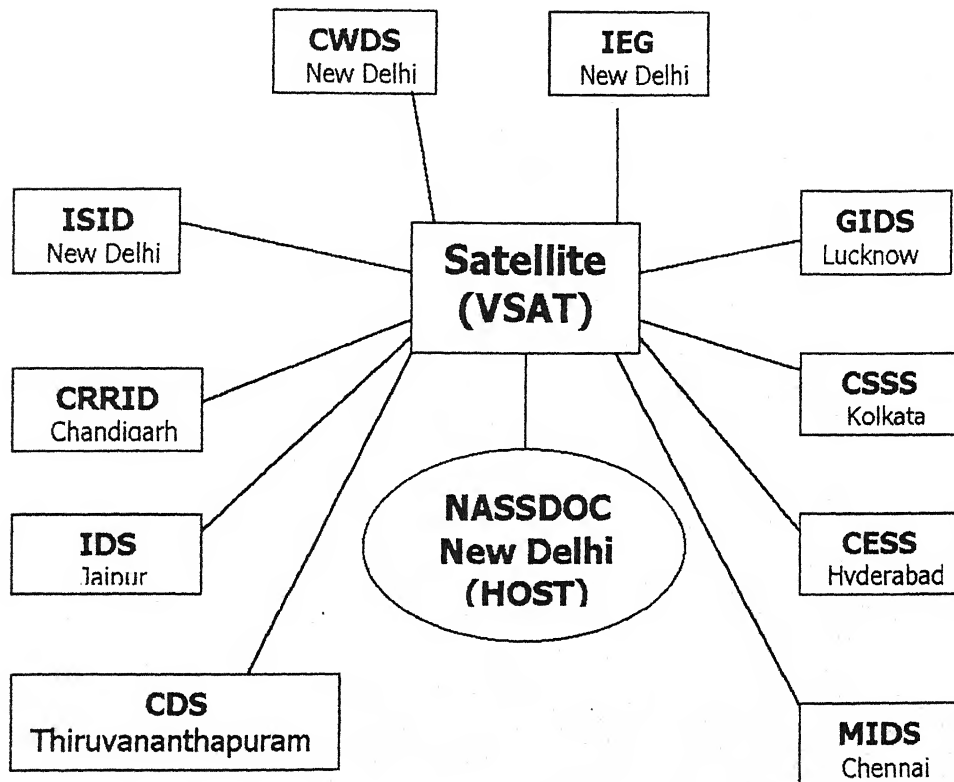 CWDS
New Delhi
IEG
New Delhi
ISID
New Delhi
Satellite
(VSAT)
GIDS
Lucknow
CRRID
Chandigarh
CSSS
Kolkata
NASSDOC
New Delhi
(HOST)
IDS
Jaipur
CESS
Hyderabad
CDS
Thiruvananthapuram
MIDS
Chennai